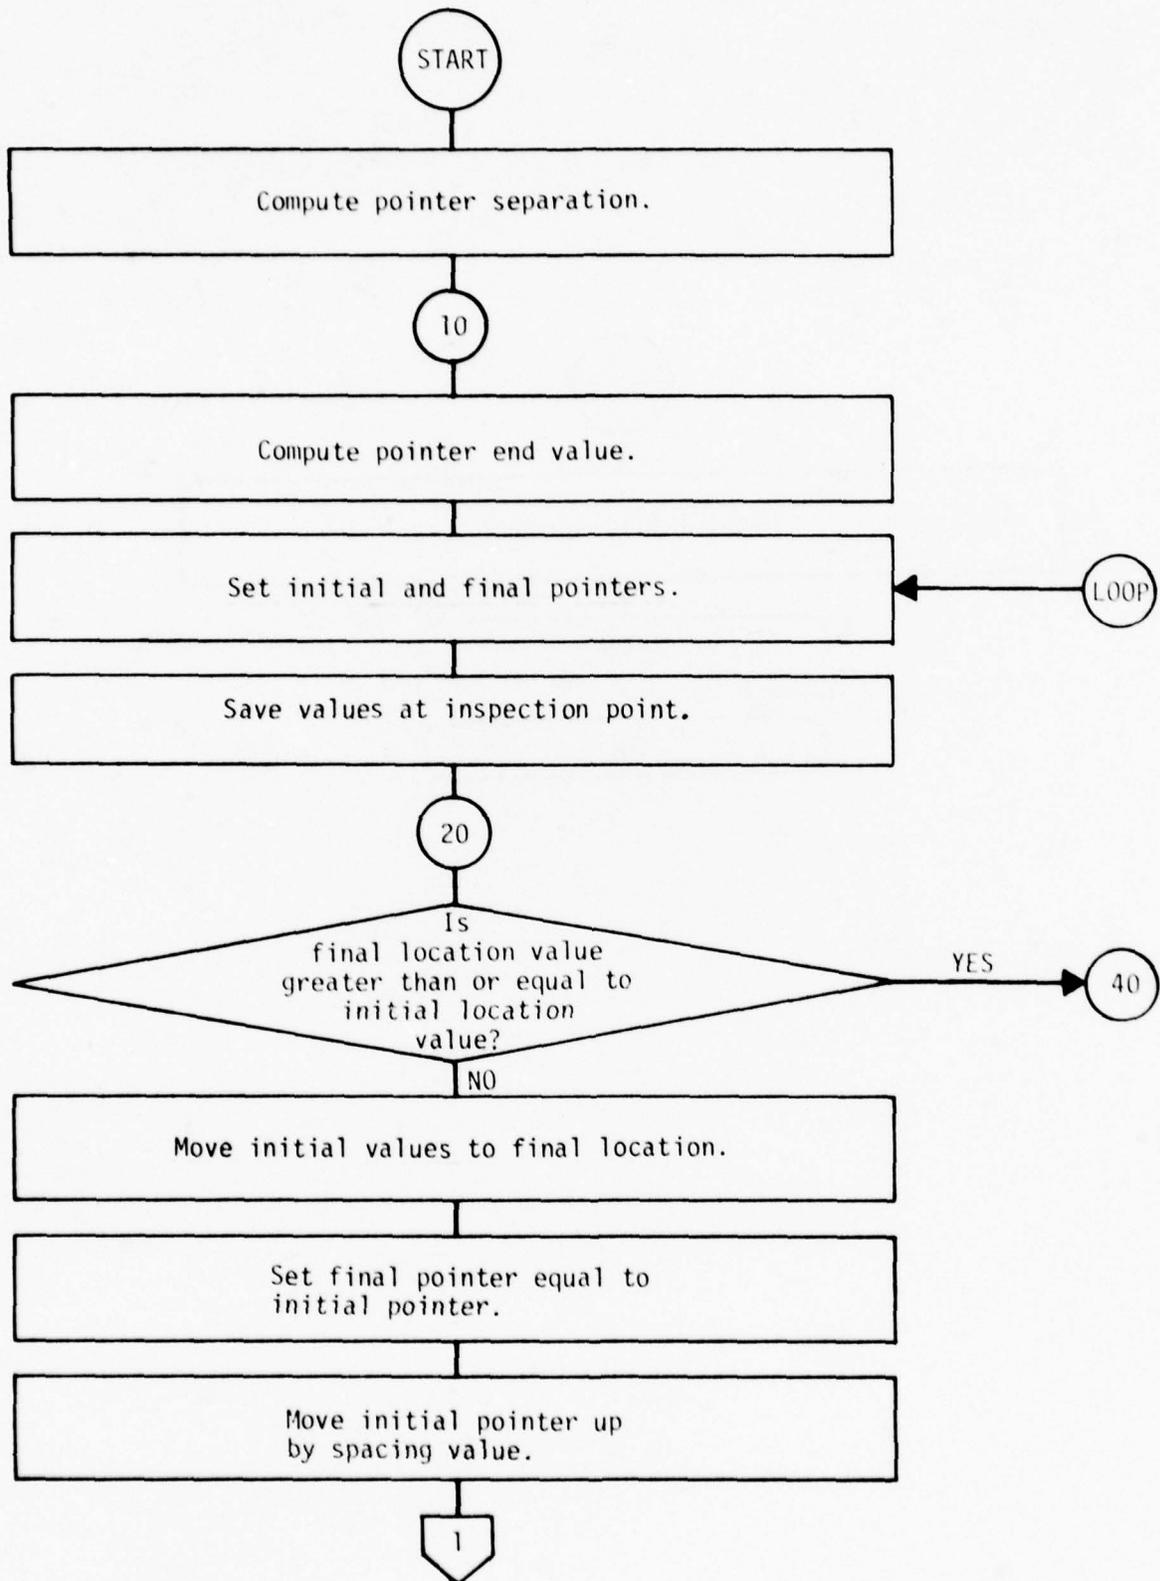 START
Compute pointer separation.
10
Compute pointer end value.
Set initial and final pointers.
LOOP
Save values at inspection point.
20
Is
final location value
greater than or equal to
initial location
value?
YES
40
NO
Move initial values to final location.
Set final pointer equal to
initial pointer.
Move initial pointer up
by spacing value.
1